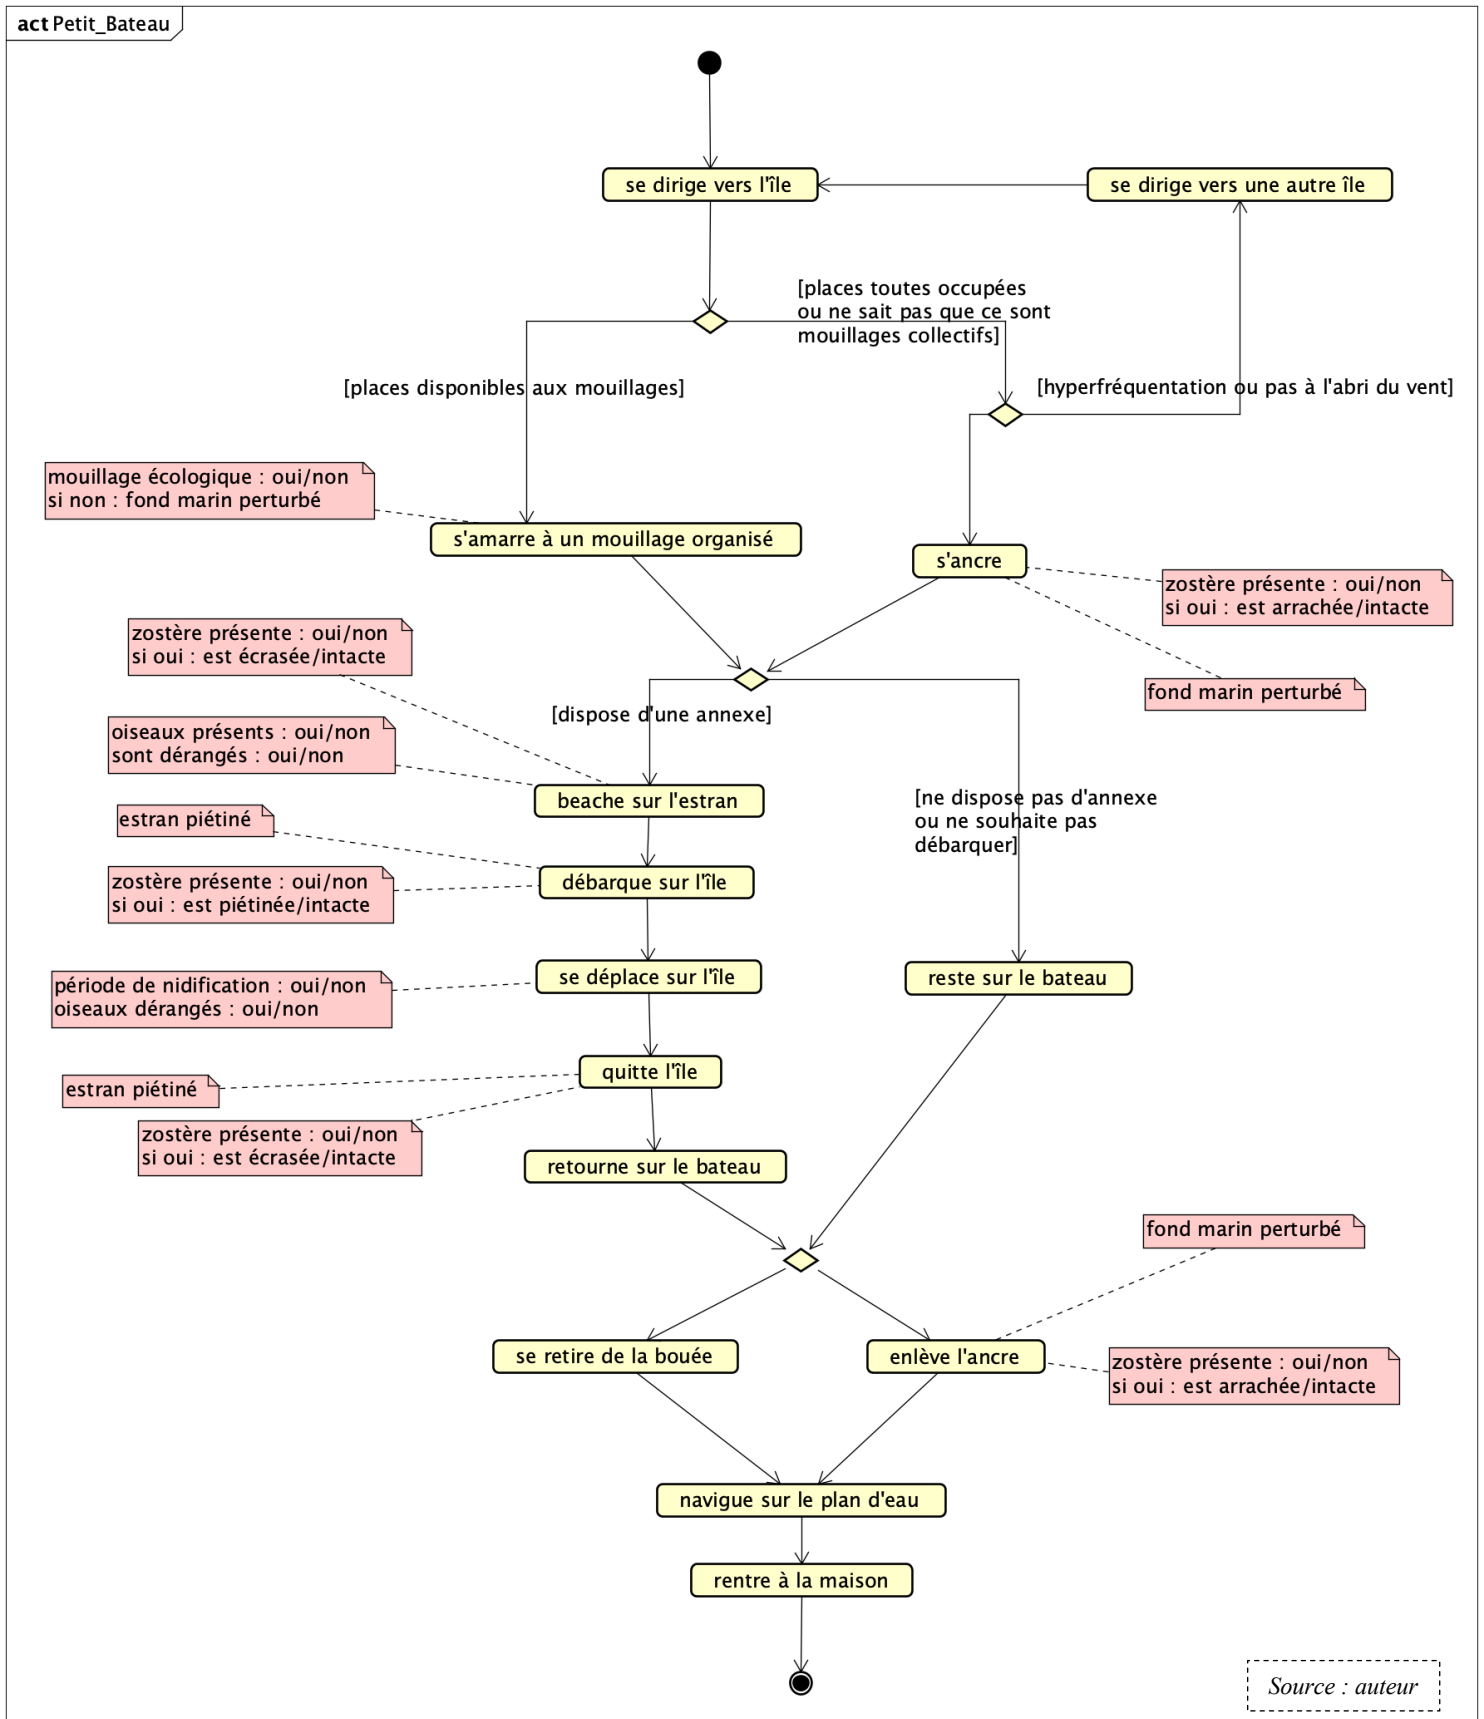 act Petit_Bateau
se dirige vers l'île
se dirige vers une autre île
[places toutes occupées
ou ne sait pas que ce sont
mouillages collectifs]
[places disponibles aux mouillages]
[hyperfréquentation ou pas à l'abri du vent]
mouillage écologique : oui/non
si non : fond marin perturbé
s'amarre à un mouillage organisé
s'ancre
zostère présente : oui/non
si oui : est arrachée/intacte
fond marin perturbé
zostère présente : oui/non
si oui : est écrasée/intacte
[dispose d'une annexe]
oiseaux présents : oui/non
sont dérangés : oui/non
beache sur l'estran
[ne dispose pas d'annexe
ou ne souhaite pas
débarquer]
estran piétiné
débarque sur l'île
zostère présente : oui/non
si oui : est piétinée/intacte
se déplace sur l'île
reste sur le bateau
période de nidification : oui/non
oiseaux dérangés : oui/non
quitte l'île
estran piétiné
zostère présente : oui/non
si oui : est écrasée/intacte
retourne sur le bateau
fond marin perturbé
se retire de la bouée
enlève l'ancre
zostère présente : oui/non
si oui : est arrachée/intacte
navigue sur le plan d'eau
rentre à la maison
Source : auteur